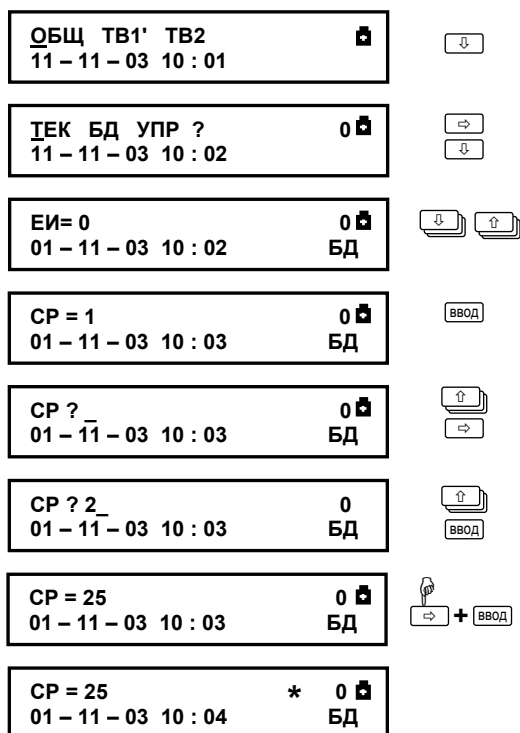 ОБЩ ТВ1' ТВ2
11 – 11 – 03 10 : 01
ТЕК БД УПР ? 0
11 – 11 – 03 10 : 02
ЕИ= 0 0
01 – 11 – 03 10 : 02 БД
СР = 1 0 ВВОД
01 – 11 – 03 10 : 03 БД
СР ? _ 0
01 – 11 – 03 10 : 03 БД
СР ? 2_ 0
01 – 11 – 03 10 : 03 БД ВВОД
СР = 25 0
01 – 11 – 03 10 : 03 БД + ВВОД
СР = 25 * 0
01 – 11 – 03 10 : 04 БД